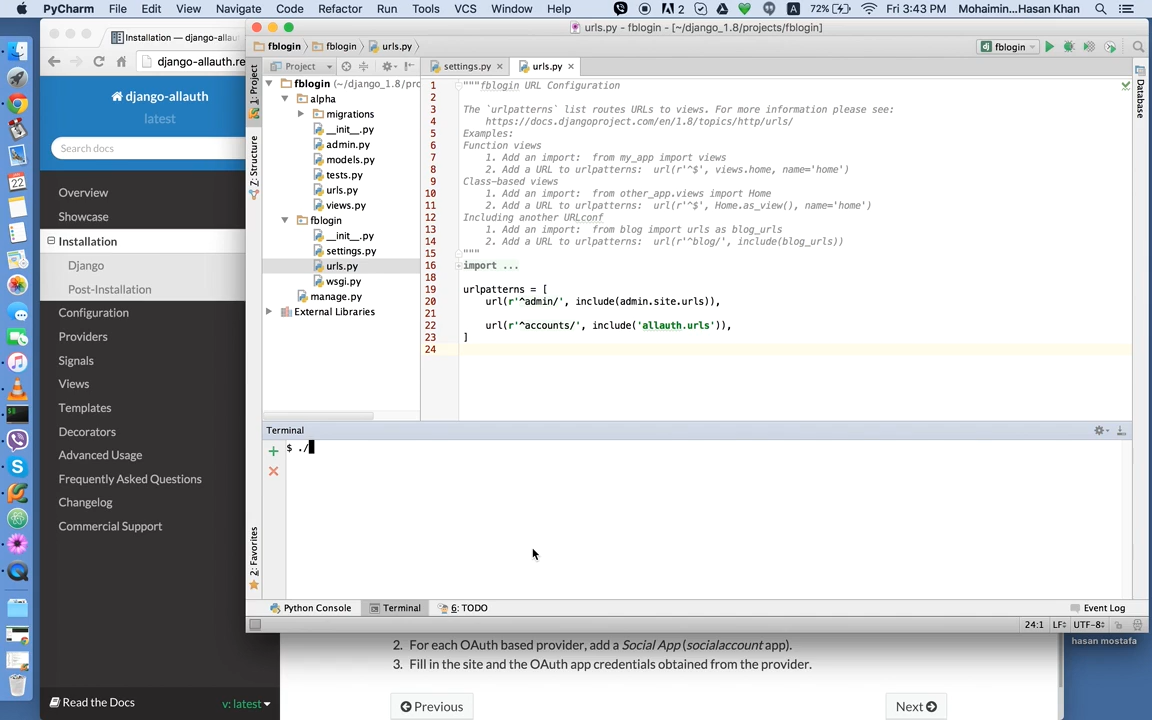 PyCharm File Edit View Navigate Code Refactor Run Tools VCS Window Help 2 72% Fri 3:43 PM Mohaimin...Hasan Khan
Installation — django-allau
django-allauth.re
urls.py - fblogin - [~/django_1.8/projects/fblogin]
fblogin fblogin urls.py
fblogin
Project
settings.py urls.py
1: Project
7: Structure
2: Favorites
Database
django-allauth
latest
Search docs
Overview
Showcase
Installation
Django
Post-Installation
Configuration
Providers
Signals
Views
Templates
Decorators
Advanced Usage
Frequently Asked Questions
Changelog
Commercial Support
Read the Docs v: latest
fblogin (~/django_1.8/prc
alpha
migrations
__init__.py
admin.py
models.py
tests.py
urls.py
views.py
fblogin
__init__.py
settings.py
urls.py
wsgi.py
manage.py
External Libraries
1 """fblogin URL Configuration
2
3 The `urlpatterns` list routes URLs to views. For more information please see:
4 https://docs.djangoproject.com/en/1.8/topics/http/urls/
5 Examples:
6 Function views
7 1. Add an import:  from my_app import views
8 2. Add a URL to urlpatterns:  url(r'^$', views.home, name='home')
9 Class-based views
10 1. Add an import:  from other_app.views import Home
11 2. Add a URL to urlpatterns:  url(r'^$', Home.as_view(), name='home')
12 Including another URLconf
13 1. Add an import:  from blog import urls as blog_urls
14 2. Add a URL to urlpatterns:  url(r'^blog/', include(blog_urls))
15 """
16 import ...
18
19 urlpatterns = [
20 url(r'^admin/', include(admin.site.urls)),
21
22 url(r'^accounts/', include('allauth.urls')),
23 ]
24
Terminal
$ ./
Python Console Terminal 6: TODO Event Log
24:1 LF UTF-8
hasan mostafa
2. For each OAuth based provider, add a Social App (socialaccount app).
3. Fill in the site and the OAuth app credentials obtained from the provider.
Previous Next